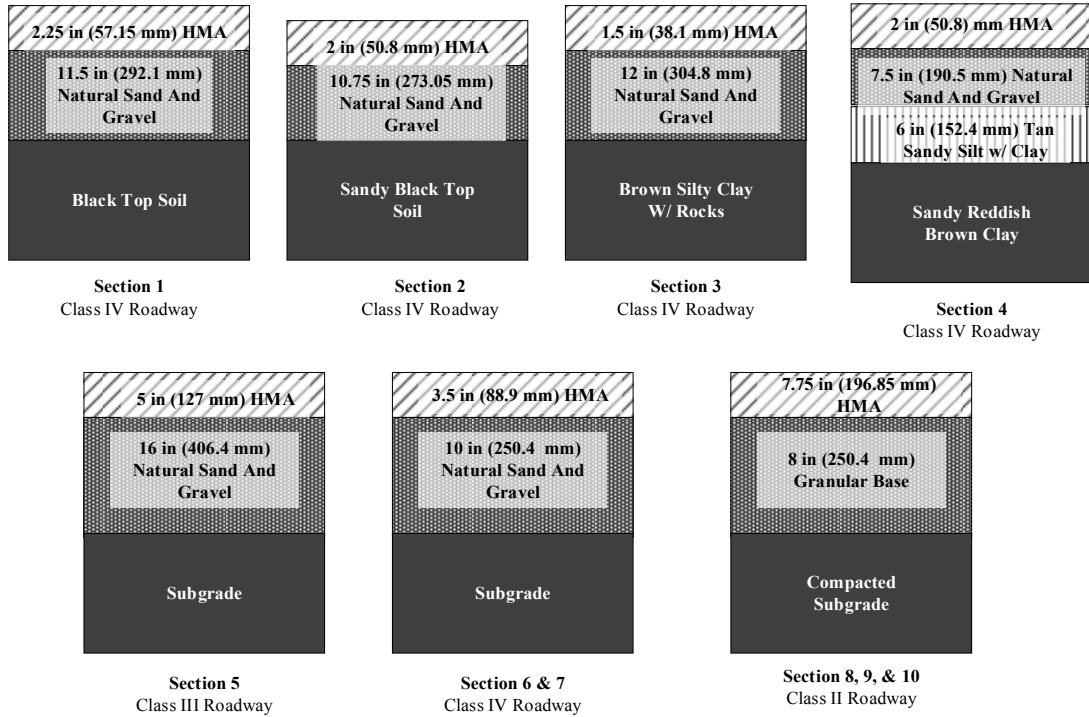 2.25 in (57.15 mm) HMA
11.5 in (292.1 mm)
Natural Sand And
Gravel
Black Top Soil
Section 1
Class IV Roadway
2 in (50.8 mm) HMA
10.75 in (273.05 mm)
Natural Sand And
Gravel
Sandy Black Top
Soil
Section 2
Class IV Roadway
1.5 in (38.1 mm) HMA
12 in (304.8 mm)
Natural Sand And
Gravel
Brown Silty Clay
W/ Rocks
Section 3
Class IV Roadway
2 in (50.8) mm HMA
7.5 in (190.5 mm) Natural
Sand And Gravel
6 in (152.4 mm) Tan
Sandy Silt w/ Clay
Sandy Reddish
Brown Clay
Section 4
Class IV Roadway
5 in (127 mm) HMA
16 in (406.4 mm)
Natural Sand And
Gravel
Subgrade
Section 5
Class III Roadway
3.5 in (88.9 mm) HMA
10 in (250.4  mm)
Natural Sand And
Gravel
Subgrade
Section 6 & 7
Class IV Roadway
7.75 in (196.85 mm)
HMA
8 in (250.4  mm)
Granular Base
Compacted
Subgrade
Section 8, 9, & 10
Class II Roadway